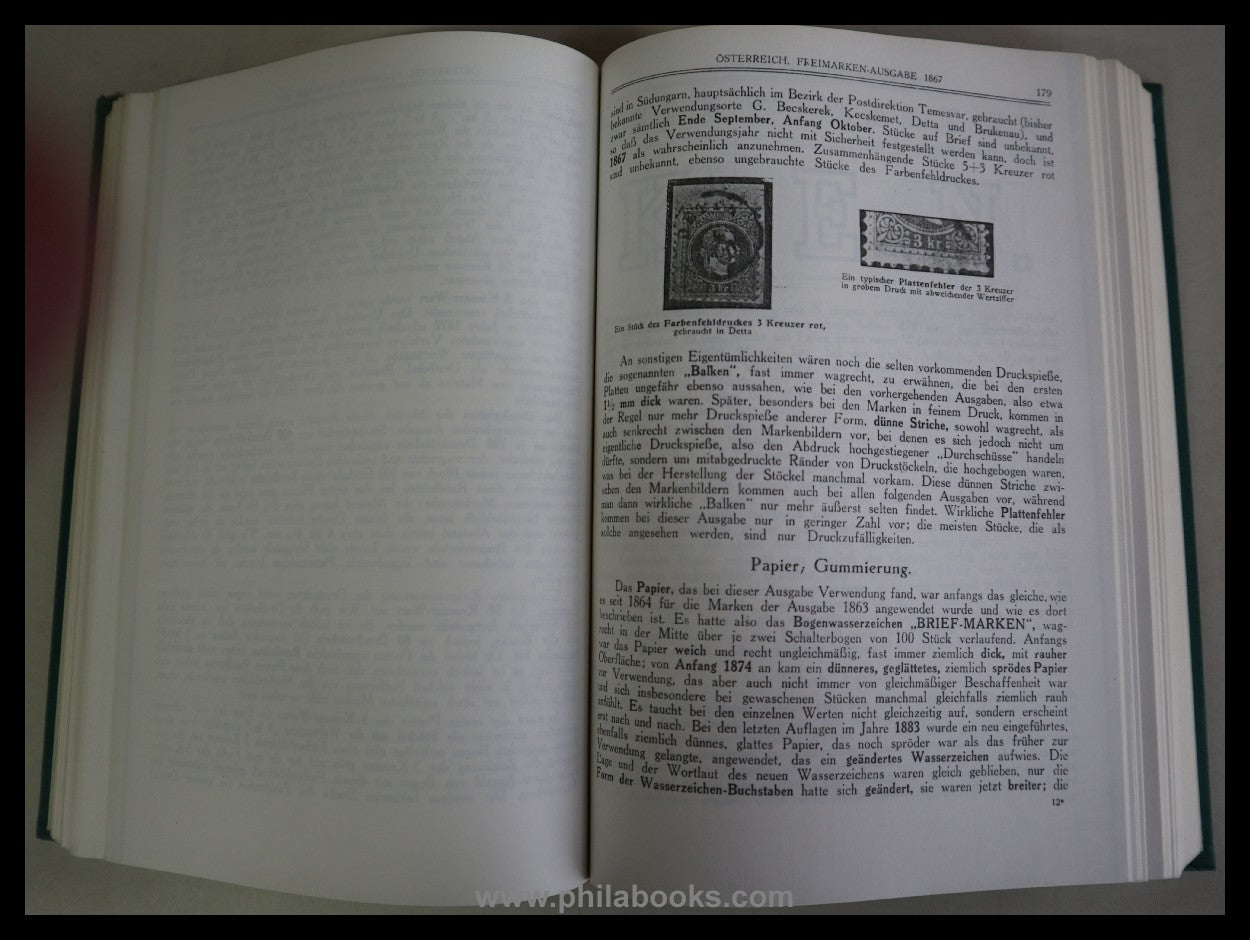 ÖSTERREICH, FREIMARKEN-AUSGABE 1867
179
sind in Südungarn, hauptsächlich im Bezirk der Postdirektion Temesvar, gebraucht (bisher
bekannte Verwendungsorte G. Becskerek, Kecskemet, Detta und Brukenau), und
zwar sämtlich Ende September, Anfang Oktober. Stücke auf Brief sind unbekannt,
so daß das Verwendungsjahr nicht mit Sicherheit festgestellt werden kann, doch ist
1867 als wahrscheinlich anzunehmen. Zusammenhängende Stücke 5+3 Kreuzer rot
sind unbekannt, ebenso ungebrauchte Stücke des Farbenfehldruckes.
3 kr
Ein typischer Plattenfehler der 3 Kreuzer
in grobem Druck mit abweichender Wertziffer
Ein Stück des Farbenfehldruckes 3 Kreuzer rot,
gebraucht in Detta
An sonstigen Eigentümlichkeiten wären noch die selten vorkommenden Druckspieße,
die sogenannten „Balken“, fast immer wagrecht, zu erwähnen, die bei den ersten
Platten ungefähr ebenso aussahen, wie bei den vorhergehenden Ausgaben, also etwa
1½ mm dick waren. Später, besonders bei den Marken in feinem Druck, kommen in
der Regel nur mehr Druckspieße anderer Form, dünne Striche, sowohl wagrecht, als
auch senkrecht zwischen den Markenbildern vor, bei denen es sich jedoch nicht um
eigentliche Druckspieße, also den Abdruck hochgestiegener „Durchschüsse“ handeln
dürfte, sondern um mitabgedruckte Ränder von Druckstöckeln, die hochgebogen waren,
was bei der Herstellung der Stöckel manchmal vorkam. Diese dünnen Striche zwi-
schen den Markenbildern kommen auch bei allen folgenden Ausgaben vor, während
man dann wirkliche „Balken“ nur mehr äußerst selten findet. Wirkliche Plattenfehler
kommen bei dieser Ausgabe nur in geringer Zahl vor; die meisten Stücke, die als
solche angesehen werden, sind nur Druckzufälligkeiten.
Papier, Gummierung.
Das Papier, das bei dieser Ausgabe Verwendung fand, war anfangs das gleiche, wie
es seit 1864 für die Marken der Ausgabe 1863 angewendet wurde und wie es dort
beschrieben ist. Es hatte also das Bogenwasserzeichen „BRIEF-MARKEN“, wag-
recht in der Mitte über je zwei Schalterbogen von 100 Stück verlaufend. Anfangs
war das Papier weich und recht ungleichmäßig, fast immer ziemlich dick, mit rauher
Oberfläche; von Anfang 1874 an kam ein dünneres, geglättetes, ziemlich sprödes Papier
zur Verwendung, das aber auch nicht immer von gleichmäßiger Beschaffenheit war
und sich insbesondere bei gewaschenen Stücken manchmal gleichfalls ziemlich rauh
anfühlt. Es taucht bei den einzelnen Werten nicht gleichzeitig auf, sondern erscheint
erst nach und nach. Bei den letzten Auflagen im Jahre 1883 wurde ein neu eingeführtes,
ebenfalls ziemlich dünnes, glattes Papier, das noch spröder war als das früher zur
Verwendung gelangte, angewendet, das ein geändertes Wasserzeichen aufwies. Die
Lage und der Wortlaut des neuen Wasserzeichens waren gleich geblieben, nur die
Form der Wasserzeichen-Buchstaben hatte sich geändert, sie waren jetzt breiter; die
12*
www.philabooks.com